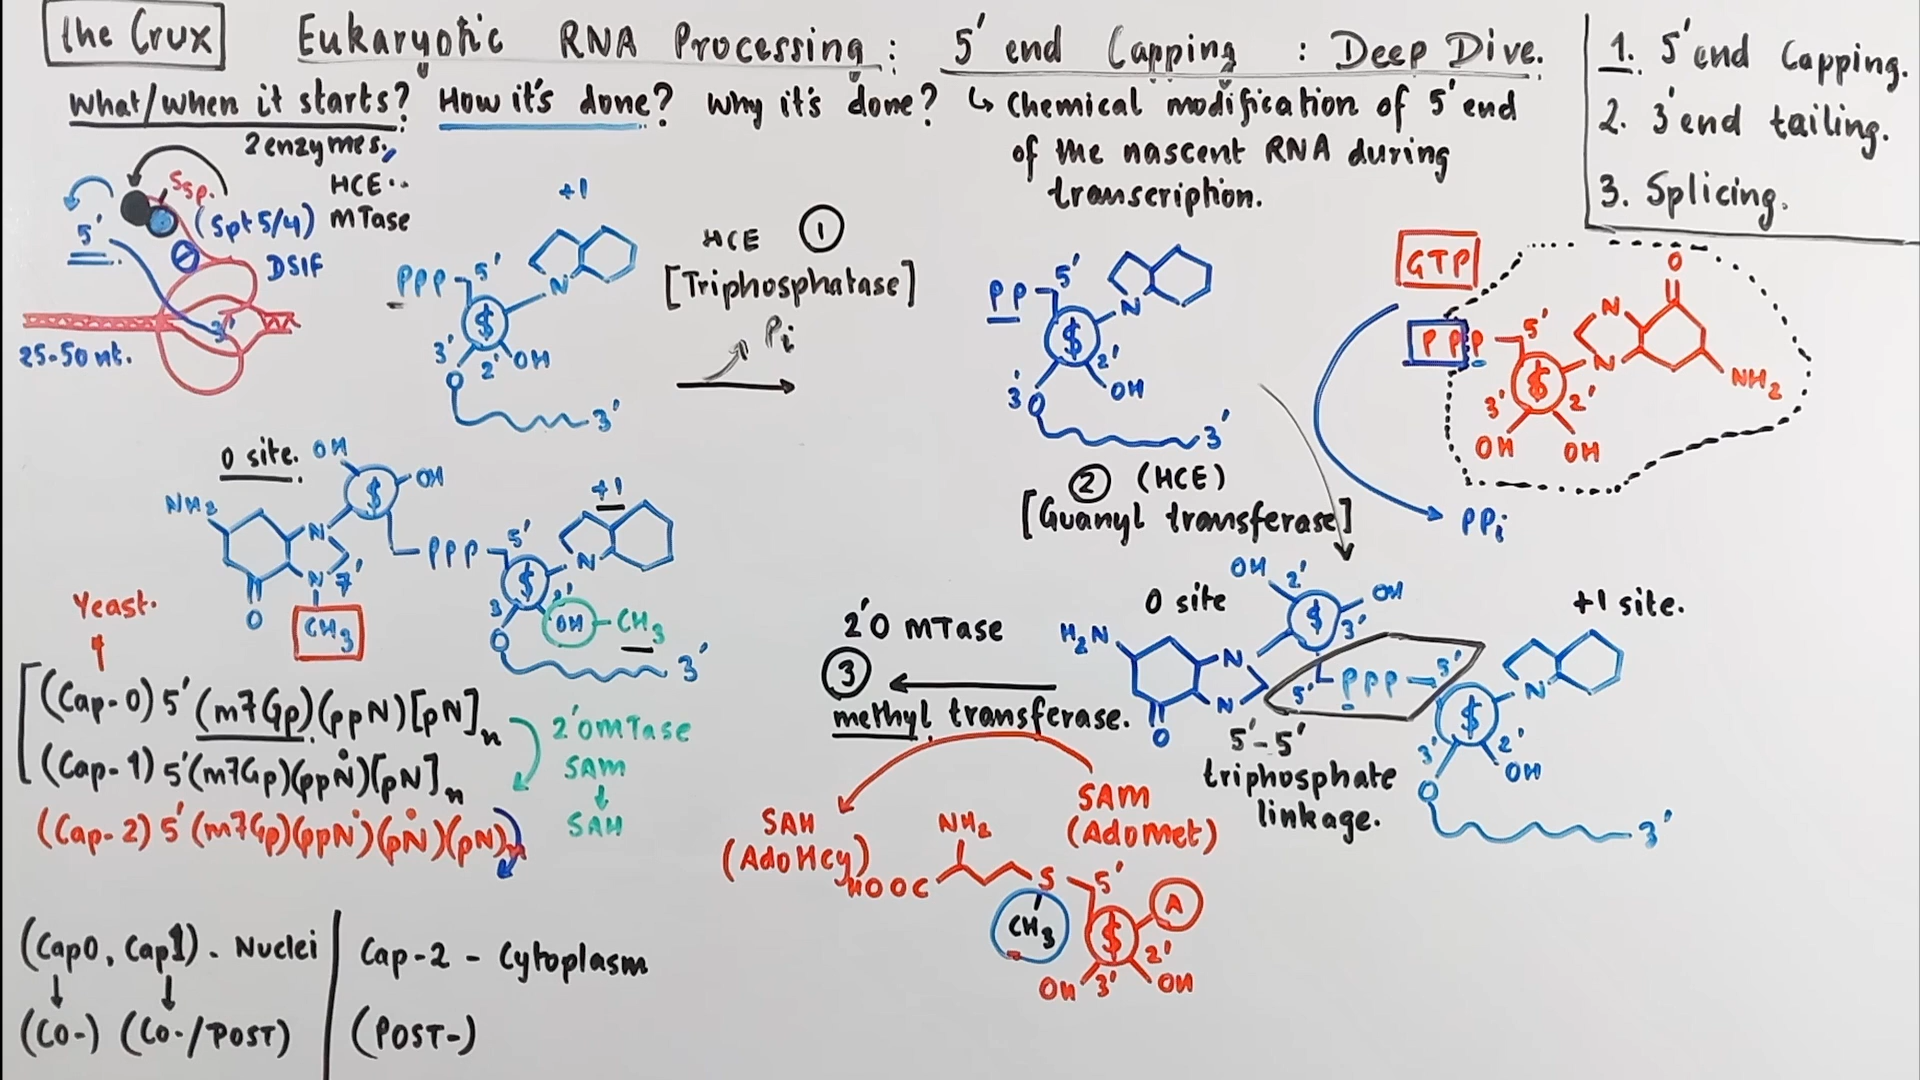 the Crux
Eukaryotic RNA Processing: 5' end Capping : Deep Dive.
What/when it starts? How it's done? why it's done?
↳ Chemical modification of 5' end
of the nascent RNA during
transcription.
1. 5' end Capping.
2. 3' end tailing.
3. Splicing.
2 enzymes.
HCE
mTase
S5p.
(Spt 5/4)
DSIF
5'
3'
25-50 nt.
+1
PPP 5'
N
$
3' 2' OH
O
3'
HCE ①
[Triphosphatase]
Pi
PP 5'
N
$
2'
3' OH
O
3'
② (HCE)
[Guanyl transferase]
GTP
PPP 5'
O
N
N
NH2
$
3' 2'
OH OH
PPi
0 site. OH
$ OH
NH2
N
N 7'
O
CH3
PPP 5'
+1
N
$
3 2'
OH-CH3
O
3'
Yeast.
(Cap-0) 5' (m7Gp)(ppN)[pN]n
(Cap-1) 5'(m7Gp)(ppṄ)[pN]n
(Cap-2) 5'(m7Gp)(ppṄ)(pṄ)(pN)n
2'OmTase
SAM
↓
SAH
2'O mTase
③
methyl transferase.
0 site
OH 2'
$ OH
3'
H2N
N
N
O
5' PPP 5'
+1 site.
N
$
3' 2'
OH
O
3'
5'-5'
triphosphate
linkage.
SAM
(AdoMet)
SAH
(AdoHcy)
NH2
HOOC
S 5'
CH3
$ A
2'
OH 3' OH
(Cap0, Cap1). Nuclei
Cap-2 - Cytoplasm
(CO-) (CO-/POST)
(POST-)